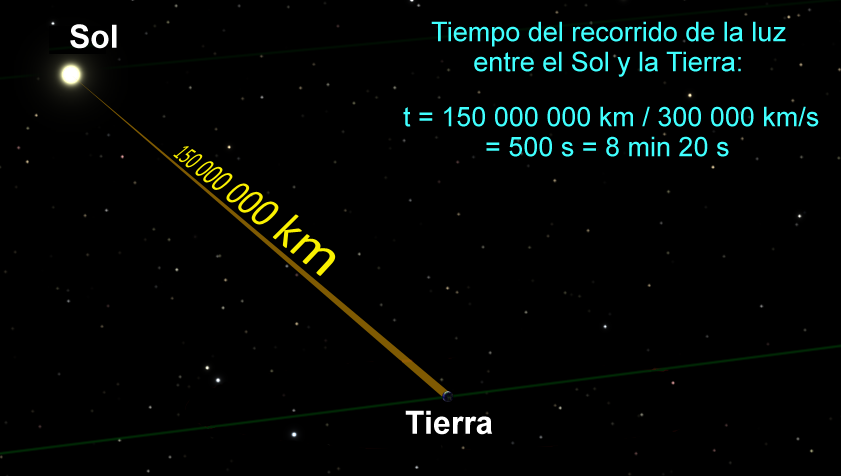 Sol
Tiempo del recorrido de la luz
entre el Sol y la Tierra:
t = 150 000 000 km / 300 000 km/s
= 500 s = 8 min 20 s
150 000 000 km
Tierra